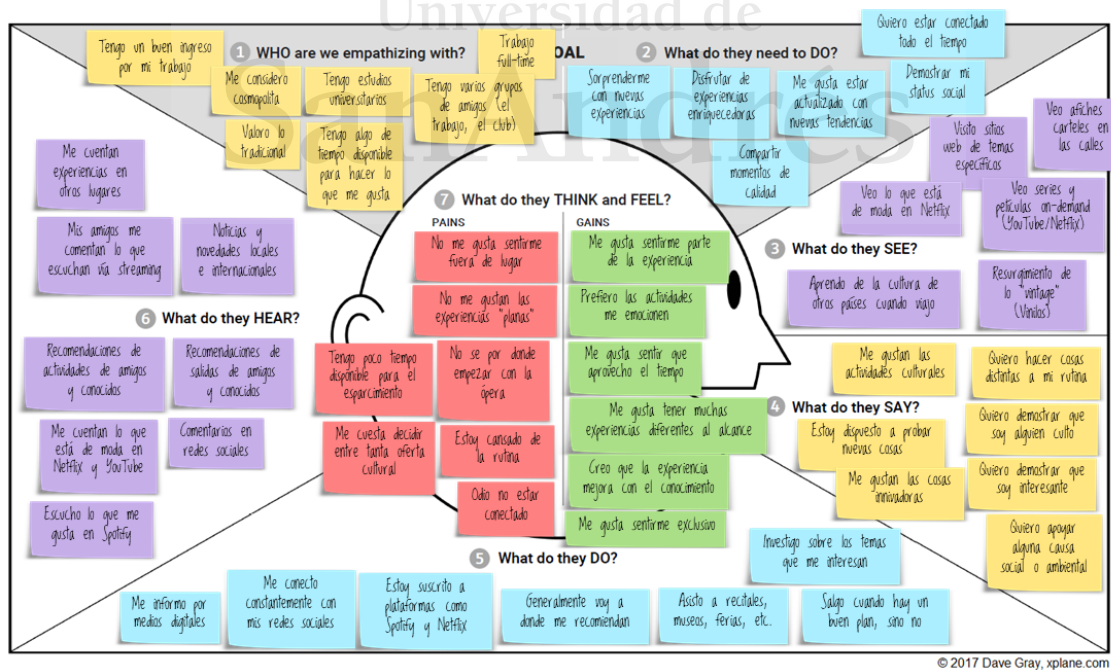 Universidad de
SanAndrés
1 WHO are we empathizing with?
OAL
Tengo un buen ingreso
por mi trabajo
Me considero
cosmopolita
Tengo estudios
universitarios
Tengo varios grupos
de amigos (el
trabajo, el club)
Trabajo
full-time
Valoro lo
tradicional
Tengo algo de
tiempo disponible
para hacer lo
que me gusta
2 What do they need to DO?
Quiero estar conectado
todo el tiempo
Sorprenderme
con nuevas
experiencias
Disfrutar de
experiencias
enriquecedoras
Me gusta estar
actualizado con
nuevas tendencias
Demostrar mi
status social
Compartir
momentos de
calidad
Veo afiches
carteles en
las calles
Visito sitios
web de temas
específicos
Veo lo que está
de moda en Netflix
Veo series y
películas on-demand
(YouTube/Netflix)
3 What do they SEE?
Aprendo de la cultura de
otros países cuando viajo
Resurgimiento de
lo "vintage"
(Vinilos)
Me gustan las
actividades culturales
Quiero hacer cosas
distintas a mi rutina
4 What do they SAY?
Estoy dispuesto a probar
nuevas cosas
Quiero demostrar que
soy alguien culto
Me gustan las cosas
innivadoras
Quiero demostrar que
soy interesante
Quiero apoyar
alguna causa
social o ambiental
5 What do they DO?
Investigo sobre los temas
que me interesan
Me informo por
medios digitales
Me conecto
constantemente con
mis redes sociales
Estoy suscrito a
plataformas como
Spotify y Netflix
Generalmente voy a
donde me recomiendan
Asisto a recitales,
museos, ferias, etc.
Salgo cuando hay un
buen plan, sino no
Me cuentan
experiencias en
otros lugares
Mis amigos me
comentan lo que
escuchan vía streaming
Noticias y
novedades locales
e internacionales
6 What do they HEAR?
Recomendaciones de
actividades de amigos
y conocidos
Recomendaciones de
salidas de amigos
y conocidos
Me cuentan lo que
está de moda en
Netflix y YouTube
Comentarios en
redes sociales
Escucho lo que me
gusta en Spotify
7 What do they THINK and FEEL?
PAINS
No me gusta sentirme
fuera de lugar
No me gustan las
experiencias "planas"
Tengo poco tiempo
disponible para el
esparcimiento
No se por donde
empezar con la
ópera
Me cuesta decidir
entre tanta oferta
cultural
Estoy cansado de
la rutina
Odio no estar
conectado
GAINS
Me gusta sentirme parte
de la experiencia
Prefiero las actividades
me emocionen
Me gusta sentir que
aprovecho el tiempo
Me gusta tener muchas
experiencias diferentes al alcance
Creo que la experiencia
mejora con el conocimiento
Me gusta sentirme exclusivo
© 2017 Dave Gray, xplane.com